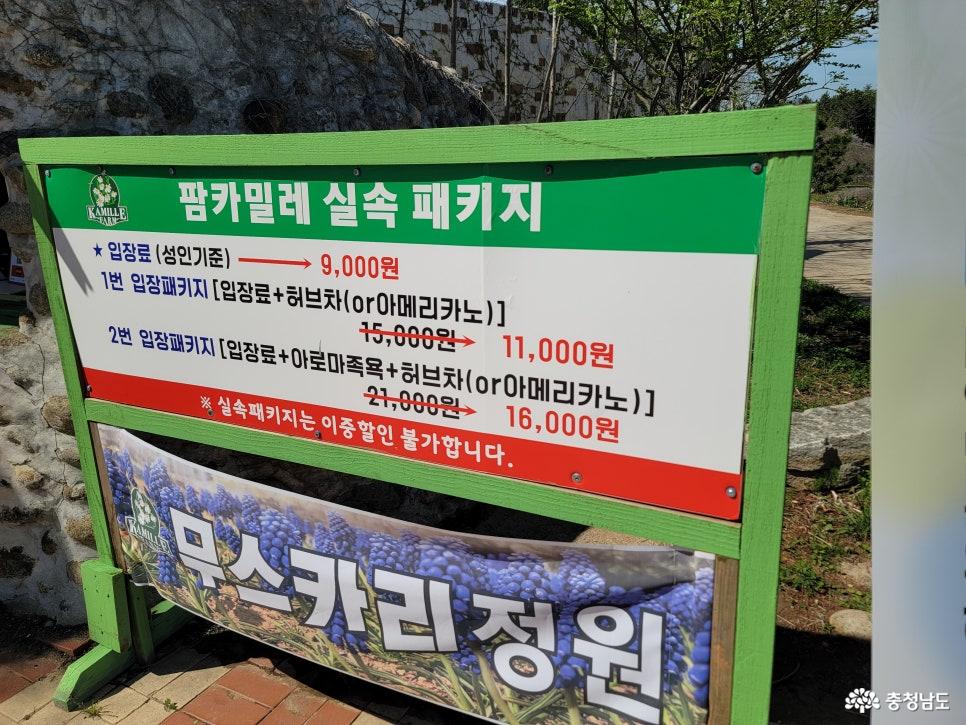 KAMILLE FARM
팜카밀레 실속 패키지
★ 입장료 (성인기준) → 9,000원
1번 입장패키지 [입장료+허브차(or아메리카노)]
15,000원 → 11,000원
2번 입장패키지 [입장료+아로마족욕+허브차(or아메리카노)]
21,000원 → 16,000원
※ 실속패키지는 이중할인 불가합니다.
KAMILLE
무스카리정원
충청남도